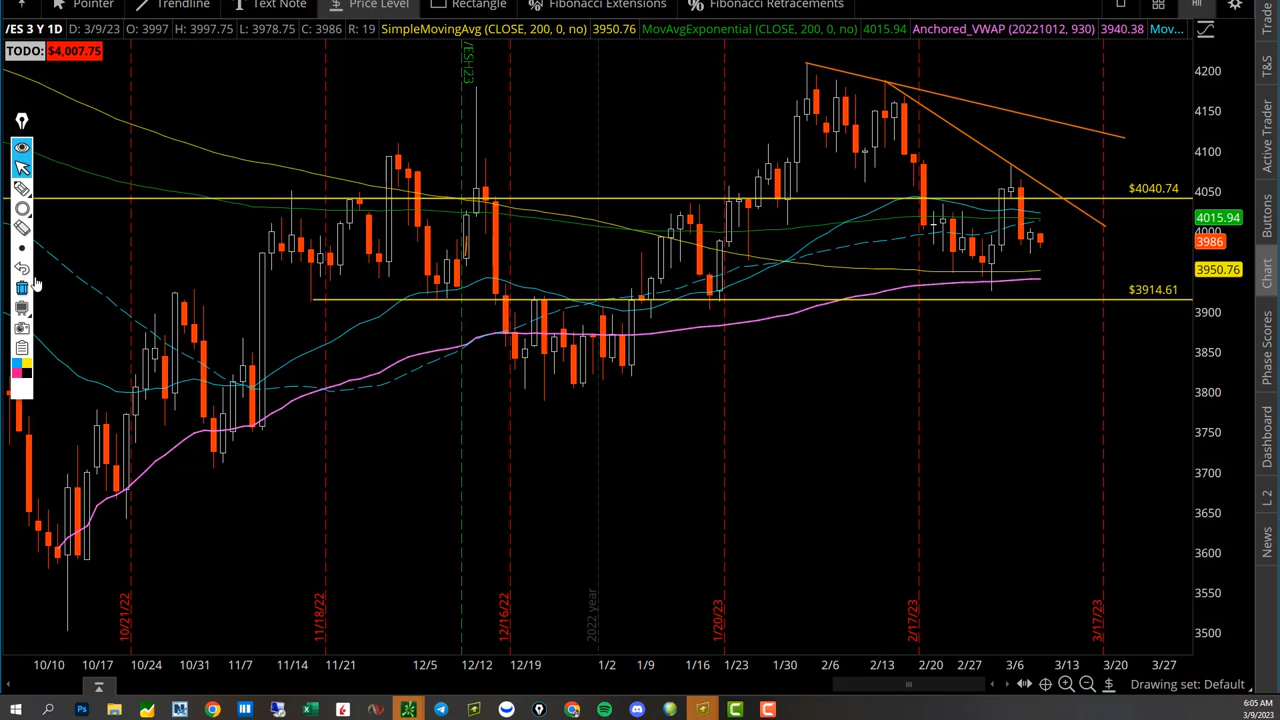 Pointer Trendline Text Note Price Level Rectangle Fibonacci Extensions Fibonacci Retracements
/ES 3 Y 1D D: 3/9/23 O: 3997 H: 3997.75 L: 3978.75 C: 3986 R: 19 SimpleMovingAvg (CLOSE, 200, 0, no) 3950.76 MovAvgExponential (CLOSE, 200, 0, no) 4015.94 Anchored_VWAP (20221012, 930) 3940.38 Mov...
TODO: $4,007.75
/ESH23
4200
4150
4100
$4040.74
4050
4015.94
4000
3986
3950.76
$3914.61
3900
3850
3800
3750
3700
3650
3600
3550
3500
10/21/22
11/18/22
12/16/22
2022 year
1/20/23
2/17/23
3/17/23
10/10 10/17 10/24 10/31 11/7 11/14 11/21 12/5 12/12 12/19 1/2 1/9 1/16 1/23 1/30 2/6 2/13 2/20 2/27 3/6 3/13 3/20 3/27
Drawing set: Default
Trade
T&S
Active Trader
Buttons
Chart
Phase Scores
Dashboard
L 2
News
6:05 AM
3/9/2023